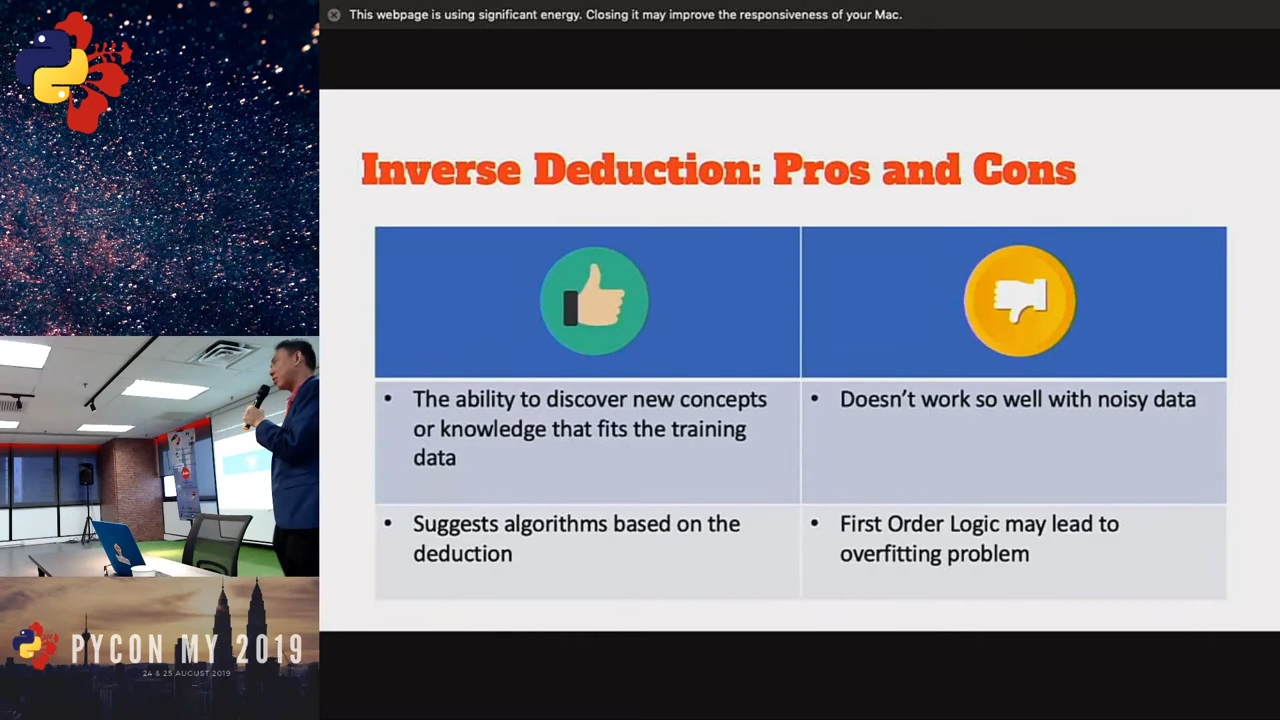 This webpage is using significant energy. Closing it may improve the responsiveness of your Mac.
Inverse Deduction: Pros and Cons
• The ability to discover new concepts
or knowledge that fits the training
data
• Doesn't work so well with noisy data
• Suggests algorithms based on the
deduction
• First Order Logic may lead to
overfitting problem
PYCON MY 2019
24 & 25 AUGUST 2019